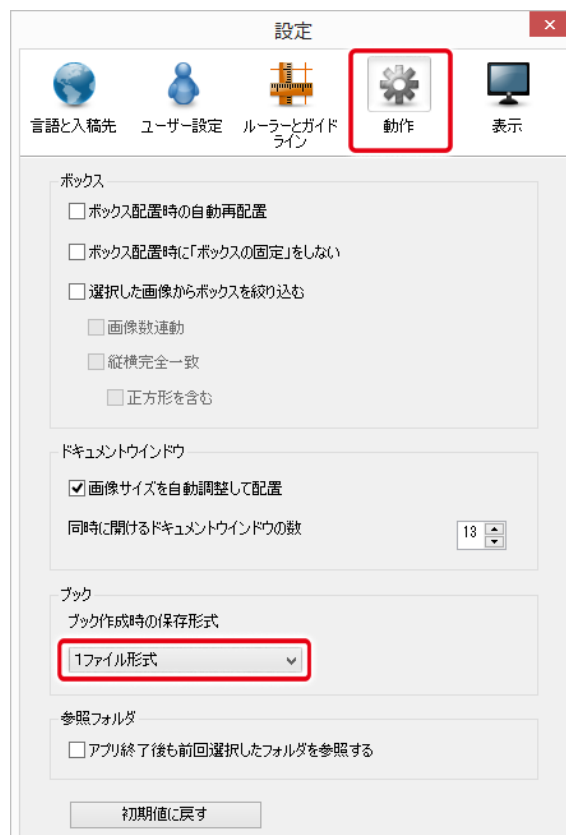 設定
言語と入稿先
ユーザー設定
ルーラーとガイド
ライン
動作
表示
ボックス
ボックス配置時の自動再配置
ボックス配置時に「ボックスの固定」をしない
選択した画像からボックスを絞り込む
画像数連動
縦横完全一致
正方形を含む
ドキュメントウインドウ
画像サイズを自動調整して配置
同時に開けるドキュメントウインドウの数
13
ブック
ブック作成時の保存形式
1ファイル形式
参照フォルダ
アプリ終了後も前回選択したフォルダを参照する
初期値に戻す